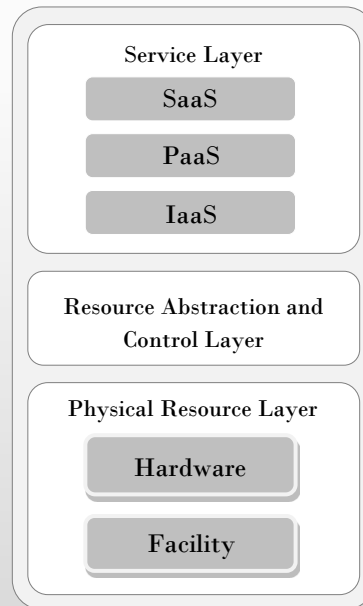 Service Layer
SaaS
PaaS
IaaS
Resource Abstraction and
Control Layer
Physical Resource Layer
Hardware
Facility